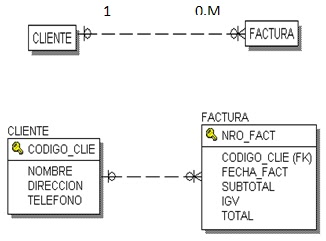 1 0.M
CLIENTE FACTURA
CLIENTE
CODIGO_CLIE
NOMBRE
DIRECCION
TELEFONO
FACTURA
NRO_FACT
CODIGO_CLIE (FK)
FECHA_FACT
SUBTOTAL
IGV
TOTAL